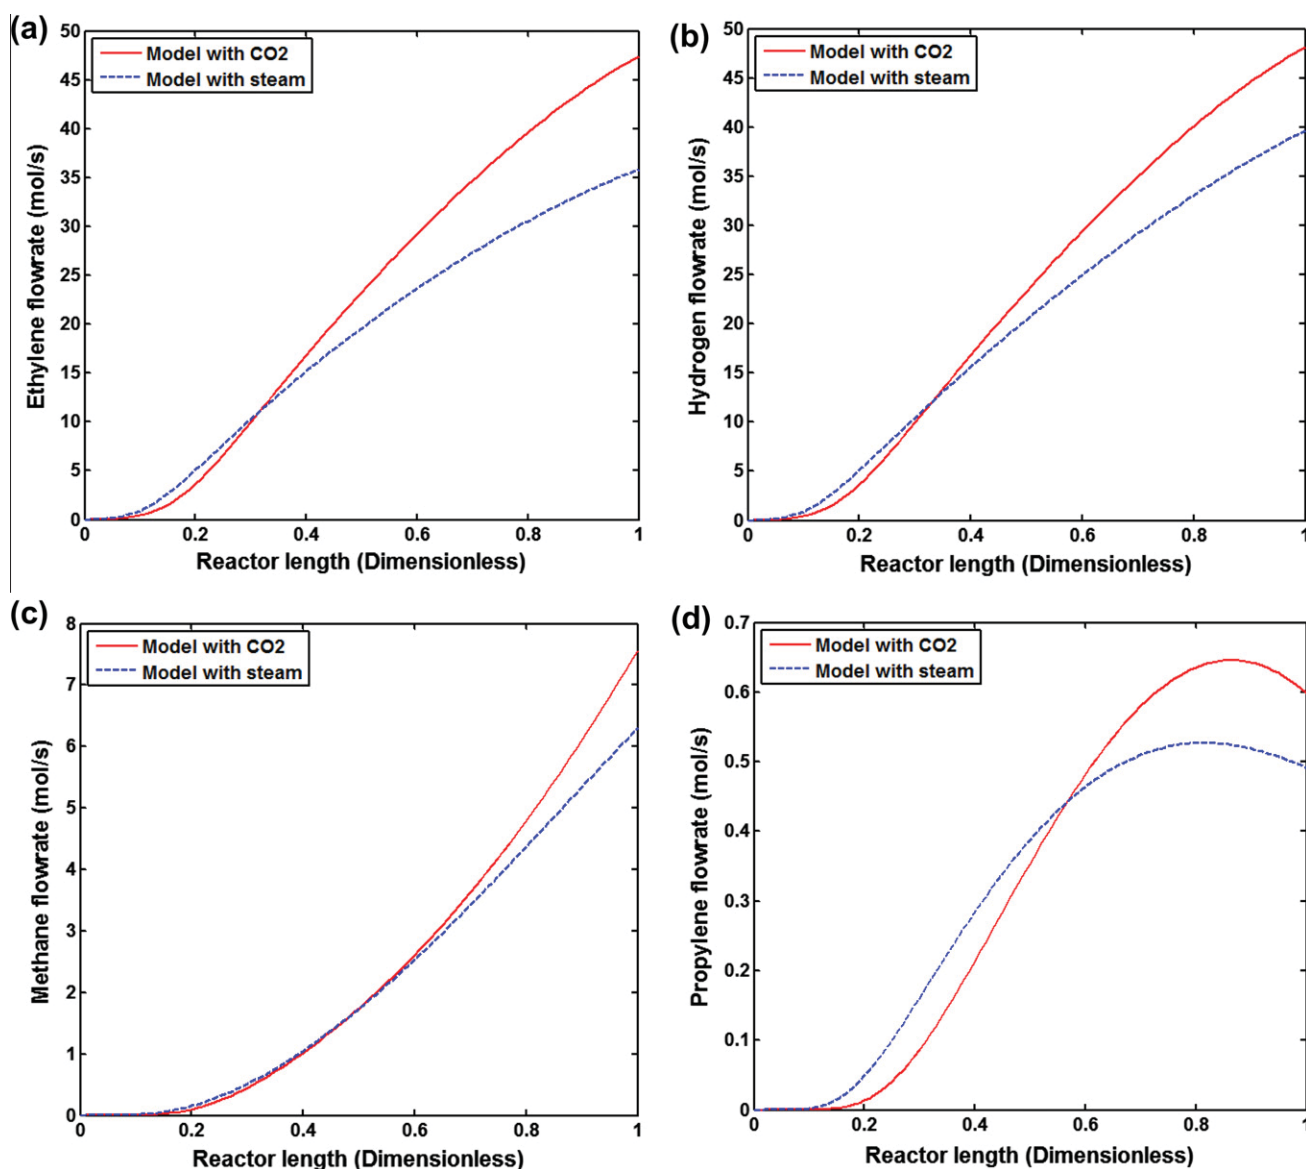 (a)
50
45
40
35
30
25
20
15
10
5
0
Ethylene flowrate (mol/s)
Model with CO2
Model with steam
0 0.2 0.4 0.6 0.8 1
Reactor length (Dimensionless)
(b)
50
45
40
35
30
25
20
15
10
5
0
Hydrogen flowrate (mol/s)
Model with CO2
Model with steam
0 0.2 0.4 0.6 0.8 1
Reactor length (Dimensionless)
(c)
8
7
6
5
4
3
2
1
0
Methane flowrate (mol/s)
Model with CO2
Model with steam
0 0.2 0.4 0.6 0.8 1
Reactor length (Dimensionless)
(d)
0.7
0.6
0.5
0.4
0.3
0.2
0.1
0
Propylene flowrate (mol/s)
Model with CO2
Model with steam
0 0.2 0.4 0.6 0.8 1
Reactor length (Dimensionless)